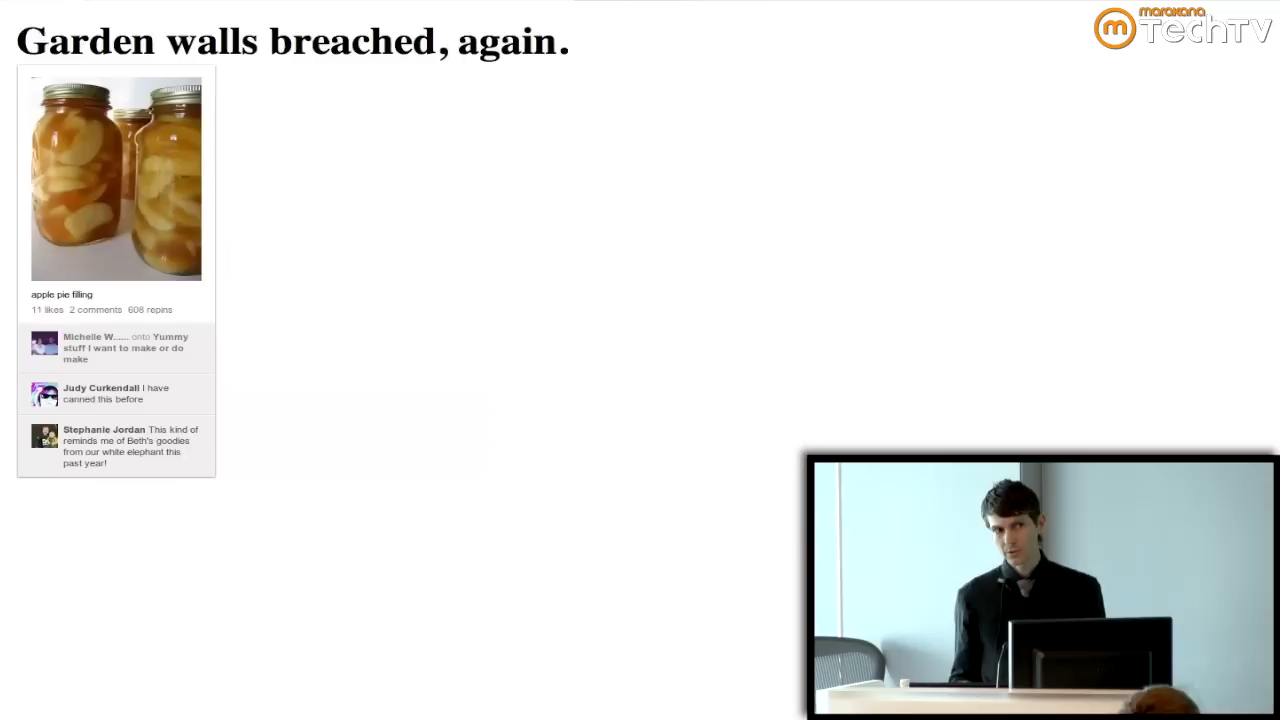 Garden walls breached, again.
marakana
TechTV
apple pie filling
11 likes 2 comments 608 repins
Michelle W...... onto Yummy
stuff I want to make or do
make
Judy Curkendall I have
canned this before
Stephanie Jordan This kind of
reminds me of Beth's goodies
from our white elephant this
past year!